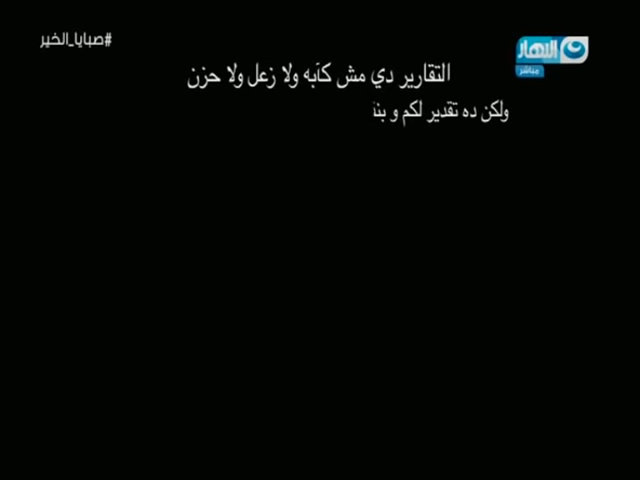 #صبايا_الخير
النهار
مباشر
التقارير دي مش كآبه ولا زعل ولا حزن
ولكن ده تقدير لكم و